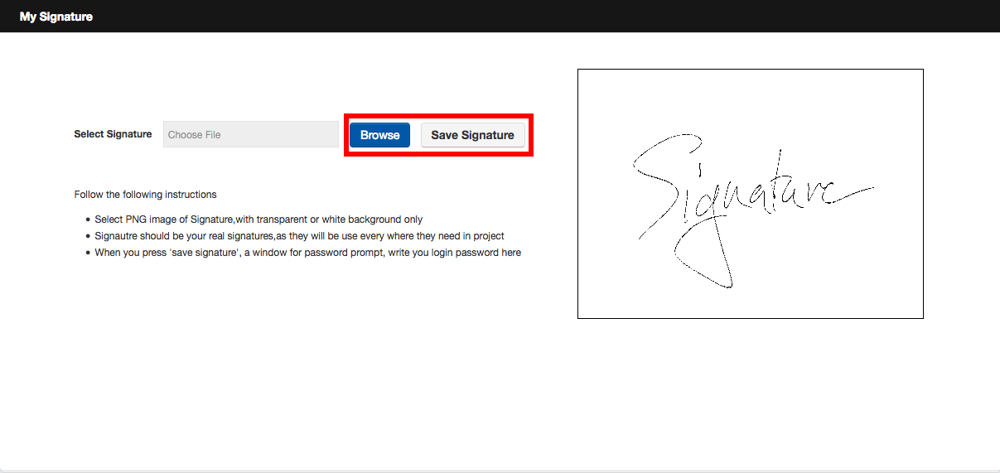 My Signature
Select Signature Choose File Browse Save Signature
Signature
Follow the following instructions
Select PNG image of Signature,with transparent or white background only
Signautre should be your real signatures,as they will be use every where they need in project
When you press 'save signature', a window for password prompt, write you login password here